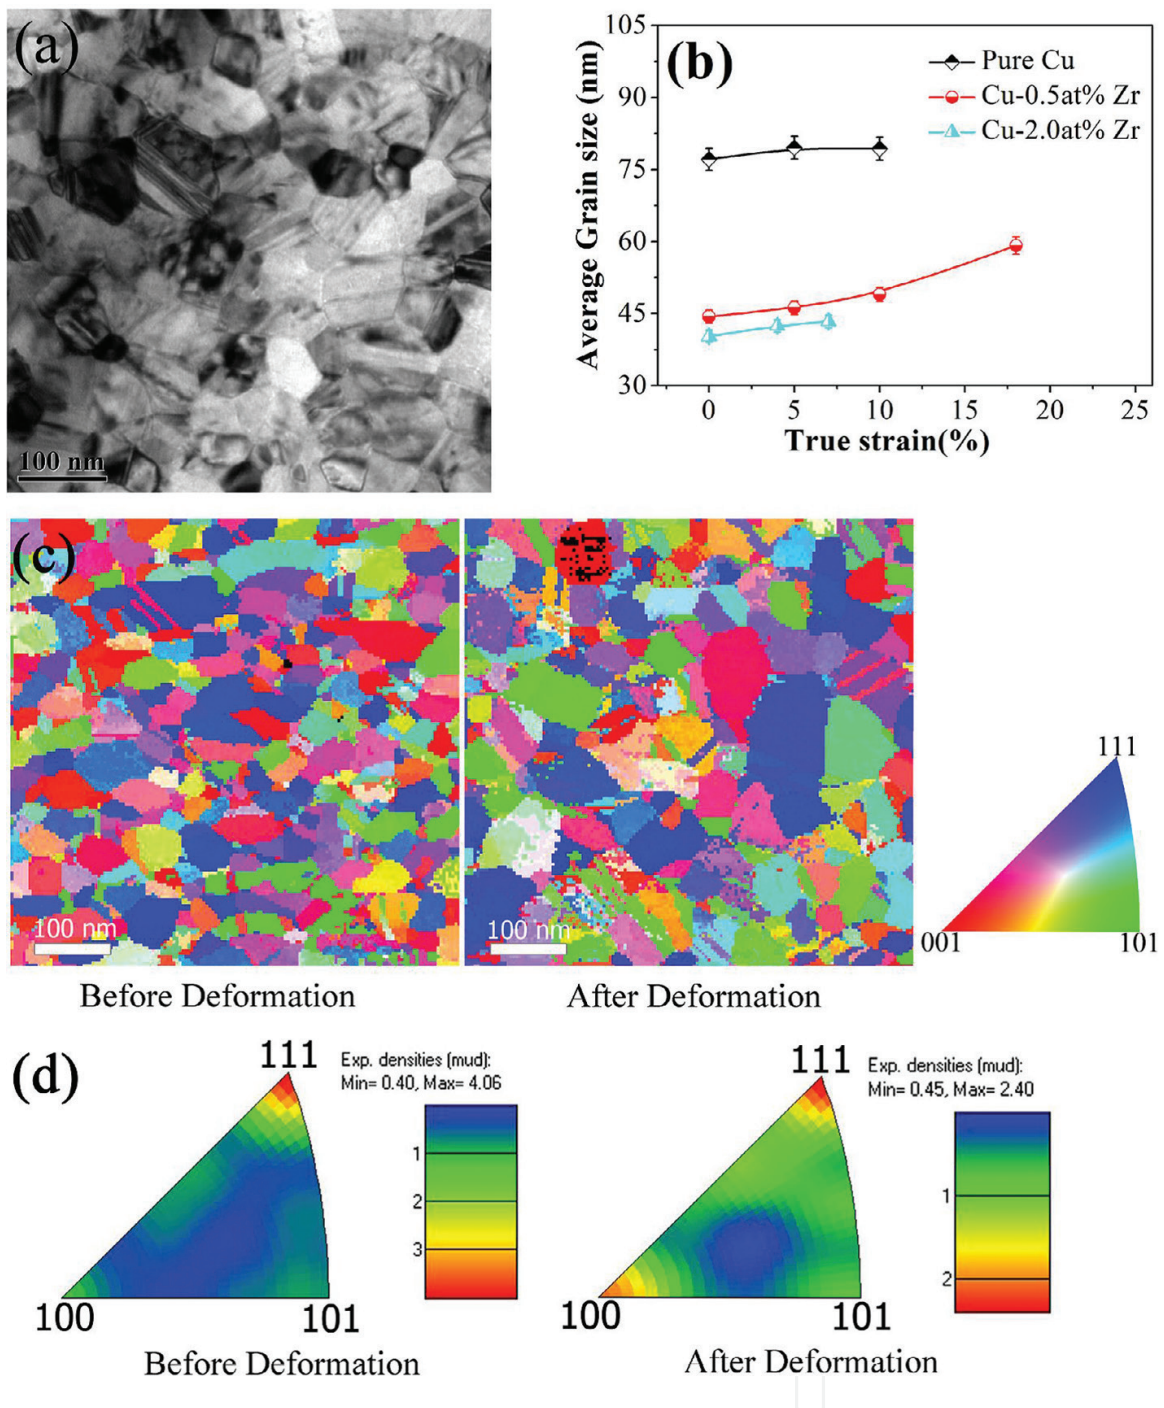 (a)
100 nm
(b)
Average Grain size (nm)
105
90
75
60
45
30
Pure Cu
Cu-0.5at% Zr
Cu-2.0at% Zr
0 5 10 15 20 25
True strain(%)
(c)
100 nm
100 nm
Before Deformation
After Deformation
111
001
101
(d)
111
Exp. densities (mud):
Min= 0.40, Max= 4.06
1
2
3
100
101
Before Deformation
111
Exp. densities (mud):
Min= 0.45, Max= 2.40
1
2
100
101
After Deformation